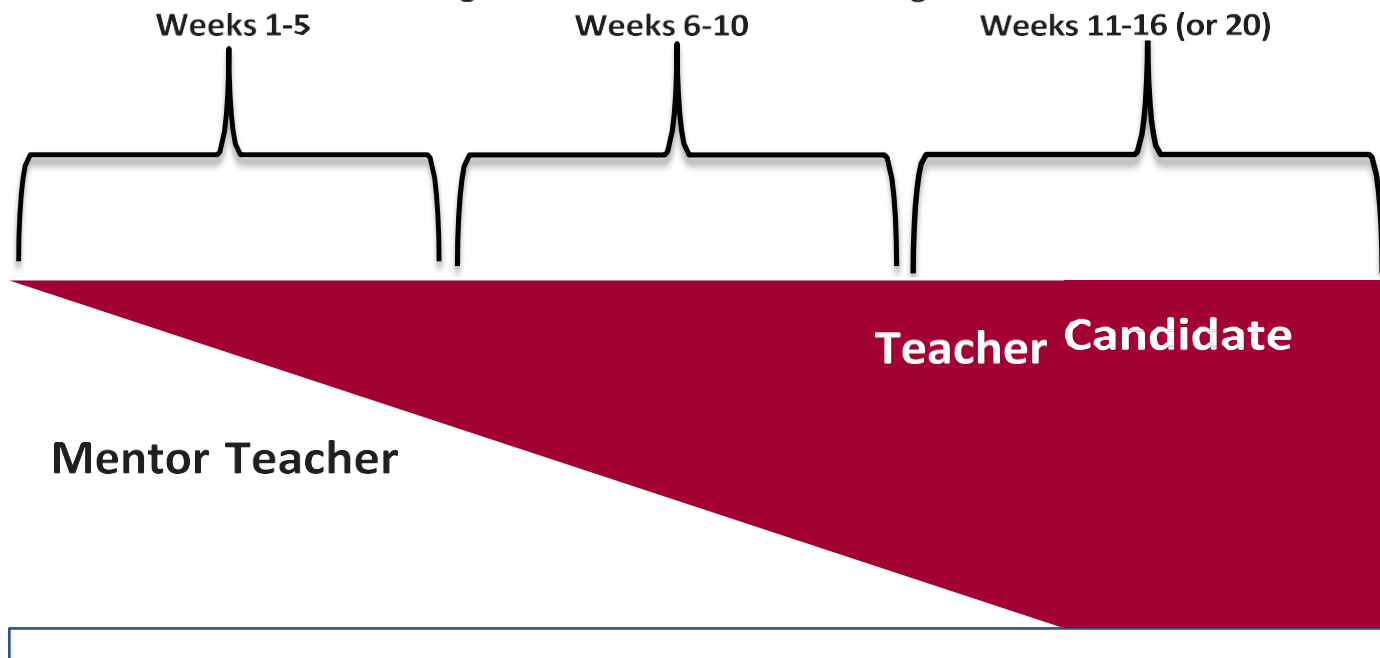 Weeks 1-5 Weeks 6-10 Weeks 11-16 (or 20)
Teacher Candidate
Mentor Teacher